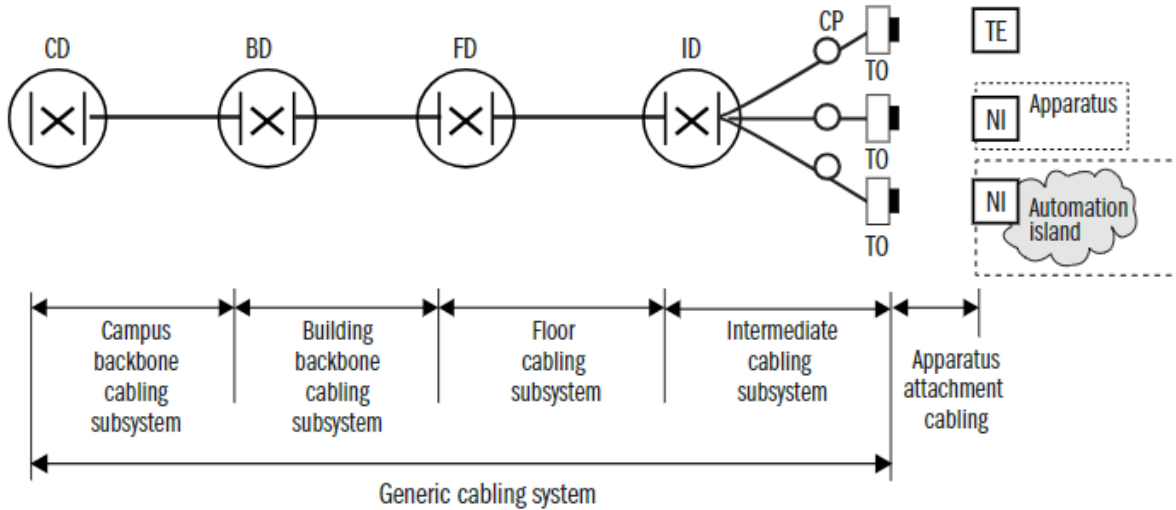 CD
BD
FD
ID
CP
TO
TE
TO
NI
Apparatus
TO
NI
Automation
island
Campus
backbone
cabling
subsystem
Building
backbone
cabling
subsystem
Floor
cabling
subsystem
Intermediate
cabling
subsystem
Apparatus
attachment
cabling
Generic cabling system